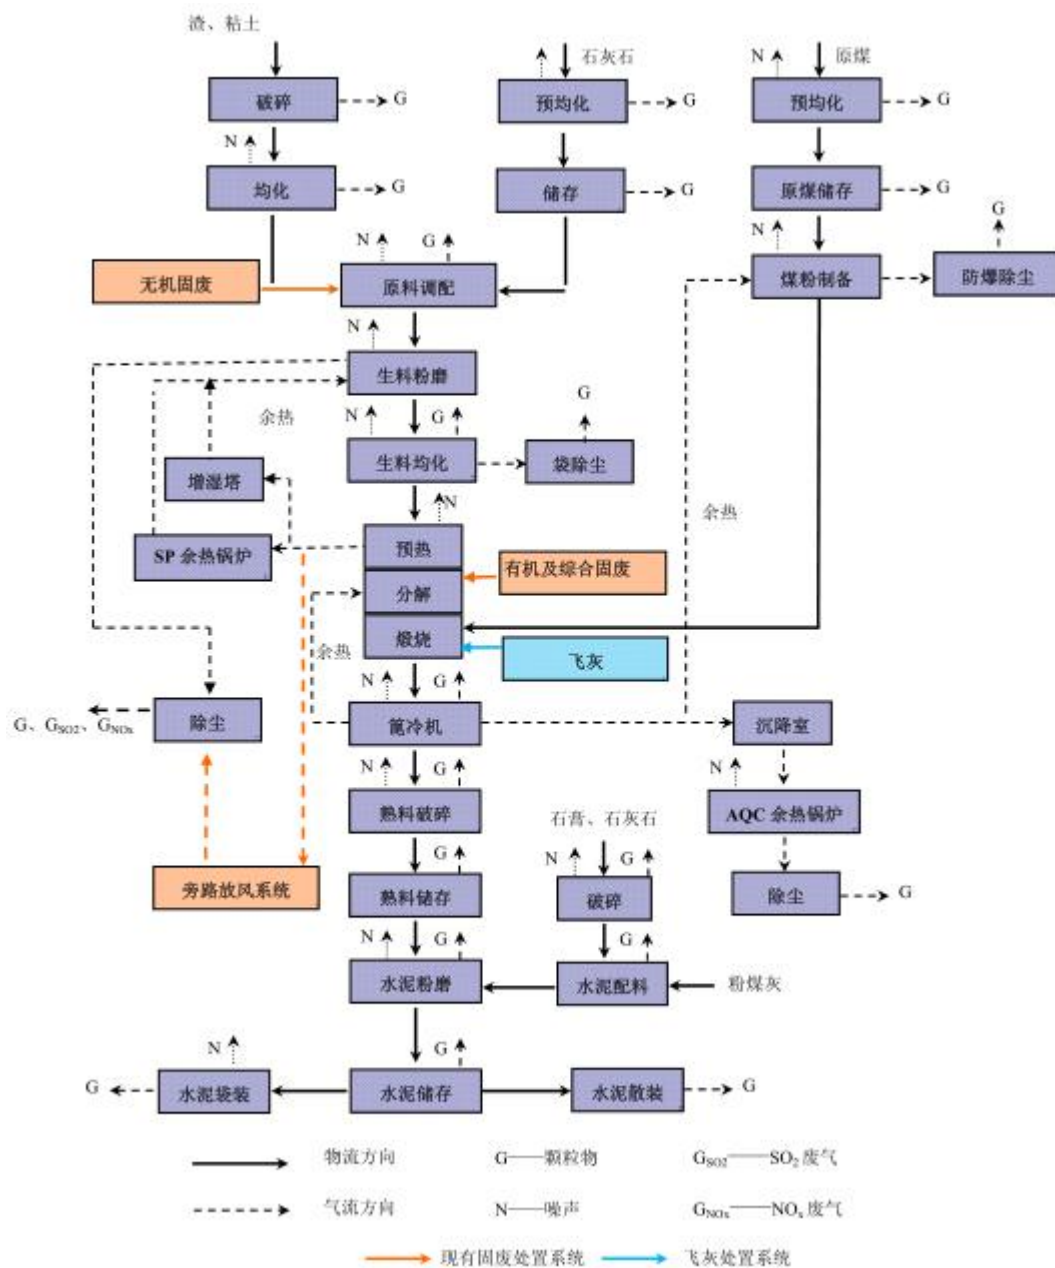 渣、粘土
N
石灰石
N
原煤
破碎
G
预均化
G
预均化
G
N
均化
G
储存
G
原煤储存
G
G
N
N
G
无机固废
原料调配
煤粉制备
防爆除尘
N
生料粉磨
G
余热
N
G
增湿塔
生料均化
袋除尘
余热
N
SP 余热锅炉
预热
有机及综合固废
分解
煅烧
余热
飞灰
N
G
G、GSO2、GNOx
除尘
篦冷机
沉降室
N
G
N
熟料破碎
石膏、石灰石
AQC 余热锅炉
G
N
G
旁路放风系统
熟料储存
破碎
除尘
G
N
G
G
水泥粉磨
水泥配料
粉煤灰
N
G
G
水泥袋装
水泥储存
水泥散装
G
物流方向
G——颗粒物
GSO2——SO2 废气
气流方向
N——噪声
GNOx——NOx 废气
现有固废处置系统
飞灰处置系统